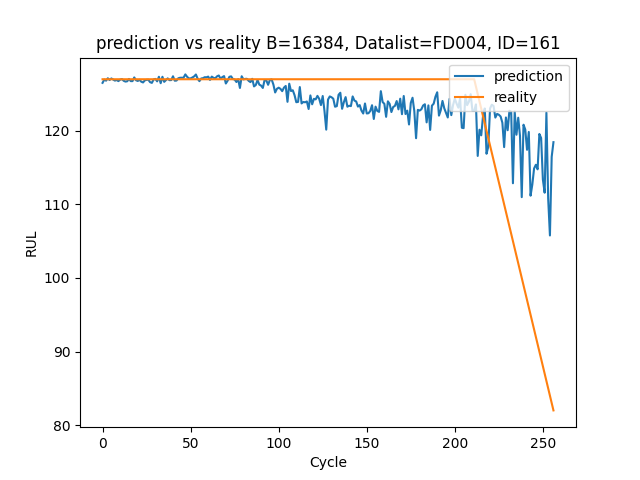 prediction vs reality B=16384, Datalist=FD004, ID=161
prediction
reality
RUL
120
110
100
90
80
0 50 100 150 200 250
Cycle